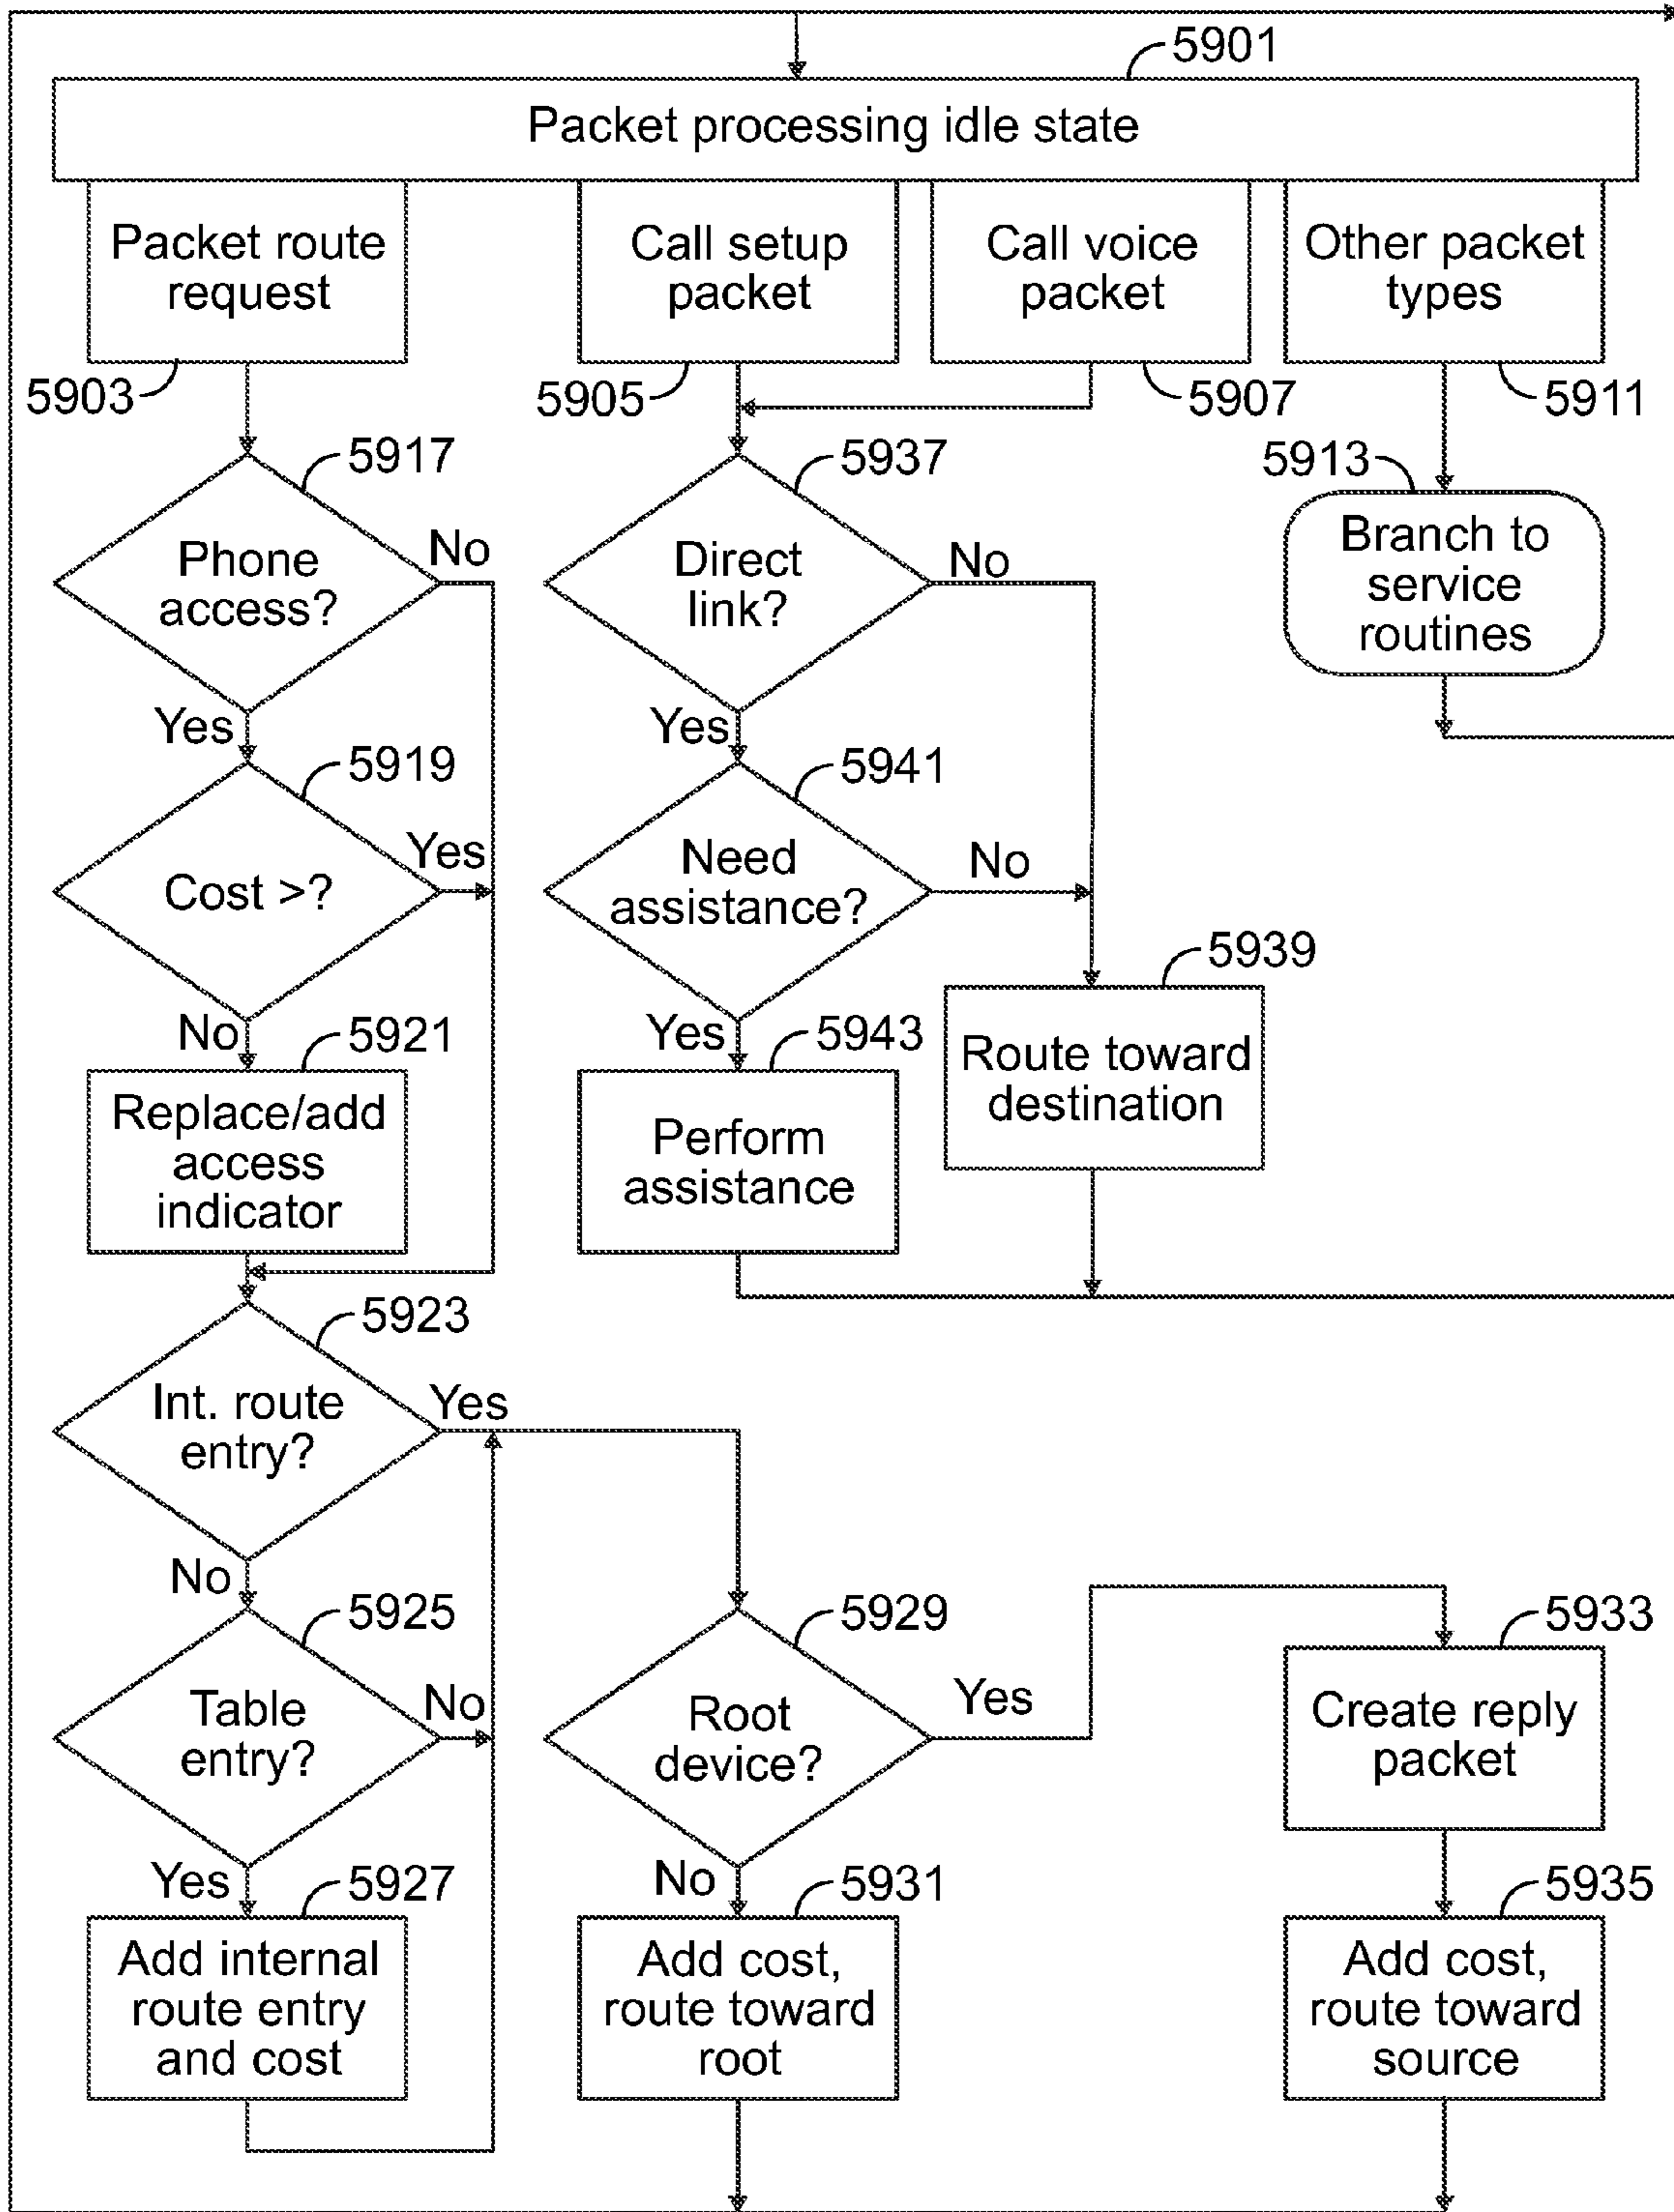 5901
Packet processing idle state
Packet route
request
Call setup
packet
Call voice
packet
Other packet
types
5903
5905
5907
5911
5917
5937
5913
Phone
access?
No
Direct
link?
No
Branch to
service
routines
Yes
Yes
5919
5941
Cost >?
Yes
Need
assistance?
No
5939
No
5921
Yes
5943
Route toward
destination
Replace/add
access
indicator
Perform
assistance
5923
Int. route
entry?
Yes
No
5925
5929
5933
Table
entry?
No
Root
device?
Yes
Create reply
packet
Yes
5927
No
5931
5935
Add internal
route entry
and cost
Add cost,
route toward
root
Add cost,
route toward
source